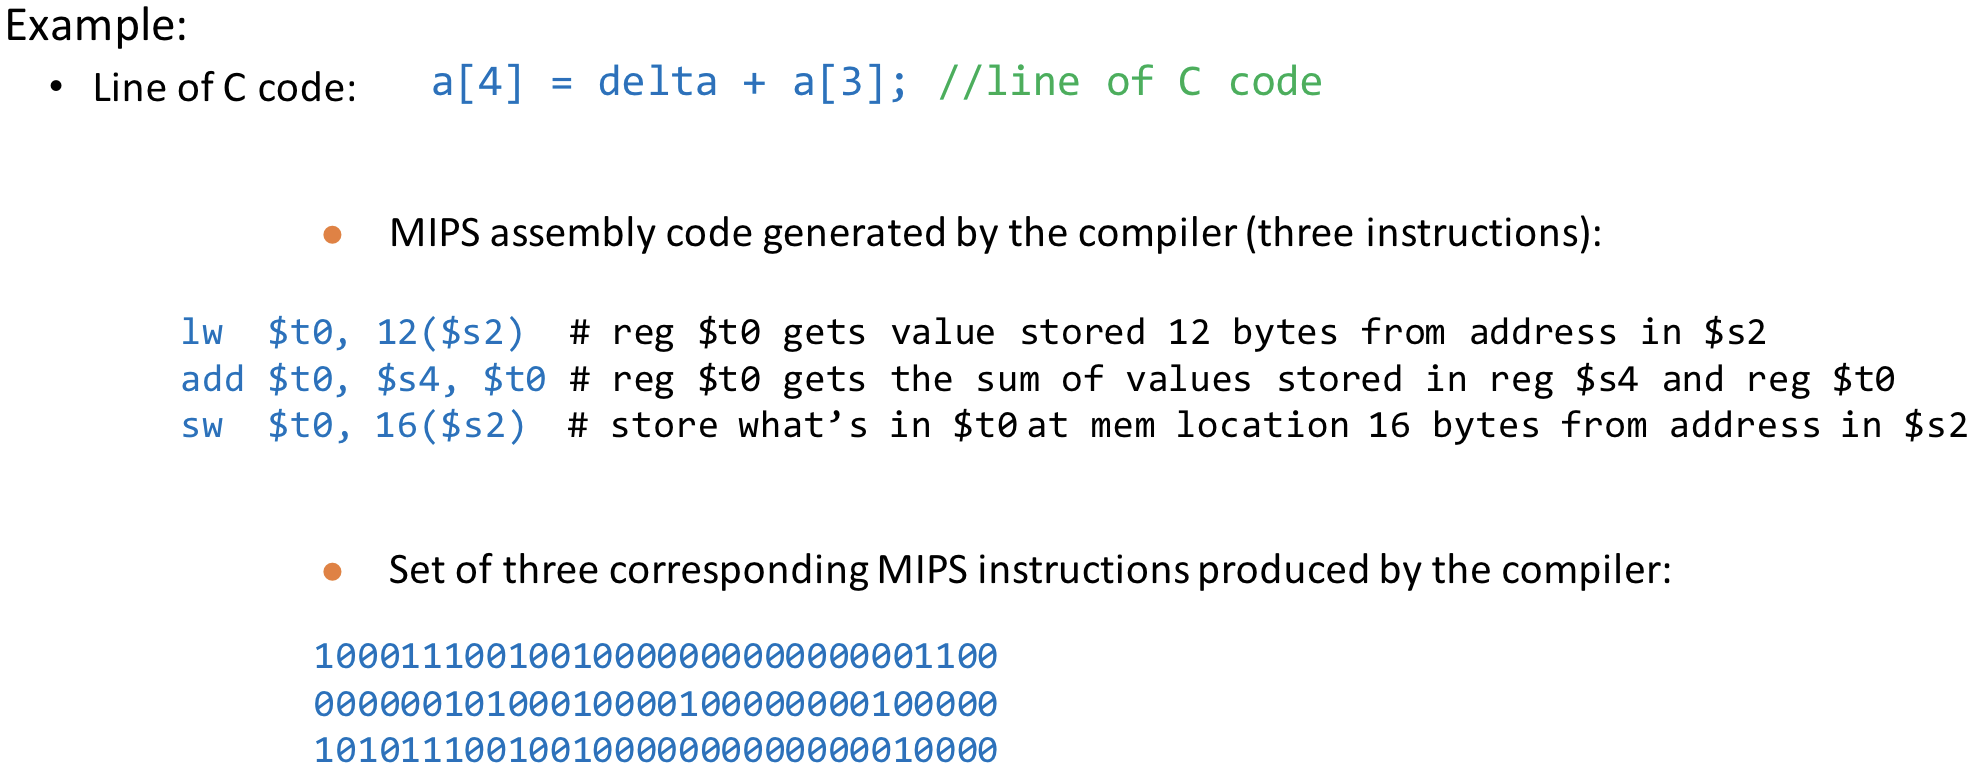 Example:
• Line of C code: a[4] = delta + a[3]; //line of C code
● MIPS assembly code generated by the compiler (three instructions):
lw $t0, 12($s2) # reg $t0 gets value stored 12 bytes from address in $s2
add $t0, $s4, $t0 # reg $t0 gets the sum of values stored in reg $s4 and reg $t0
sw $t0, 16($s2) # store what’s in $t0 at mem location 16 bytes from address in $s2
● Set of three corresponding MIPS instructions produced by the compiler:
10001110010010000000000000001100
00000010100010000100000000100000
10101110010010000000000000010000